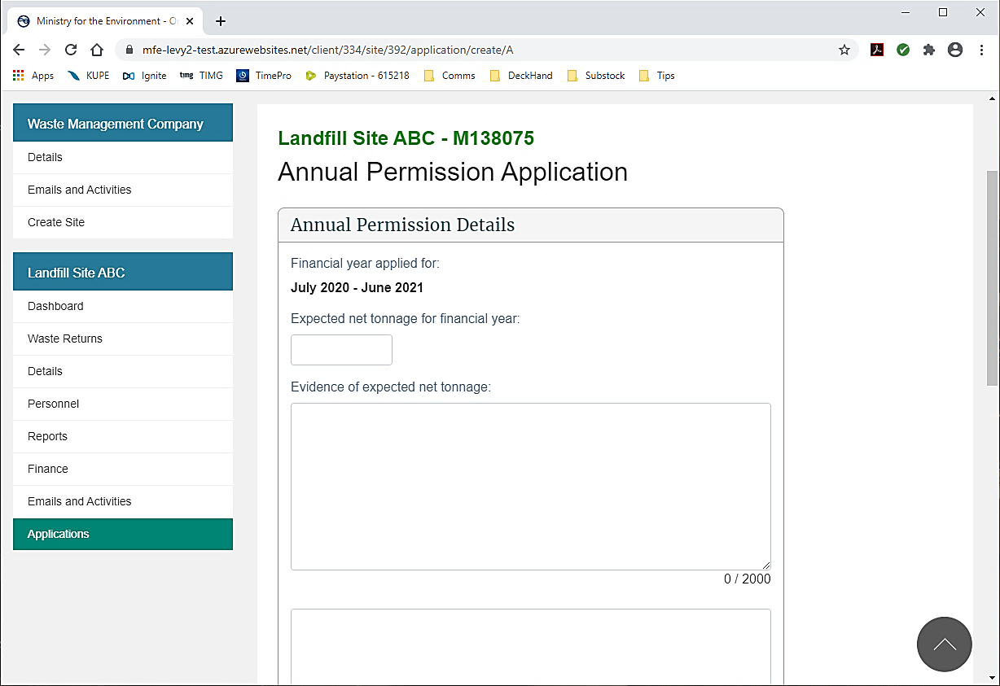 Ministry for the Environment - O
mfe-levy2-test.azurewebsites.net/client/334/site/392/application/create/A
Apps KUPE Ignite tmg TIMG TimePro Paystation - 615218 Comms DeckHand Substock Tips
Waste Management Company
Details
Emails and Activities
Create Site
Landfill Site ABC
Dashboard
Waste Returns
Details
Personnel
Reports
Finance
Emails and Activities
Applications
Landfill Site ABC - M138075
Annual Permission Application
Annual Permission Details
Financial year applied for:
July 2020 - June 2021
Expected net tonnage for financial year:
Evidence of expected net tonnage:
0 / 2000